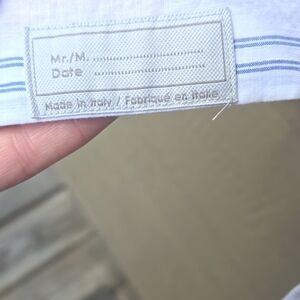 Mr./M. ..............................
Date ..............................
Made in Italy / Fabriqué en Italie